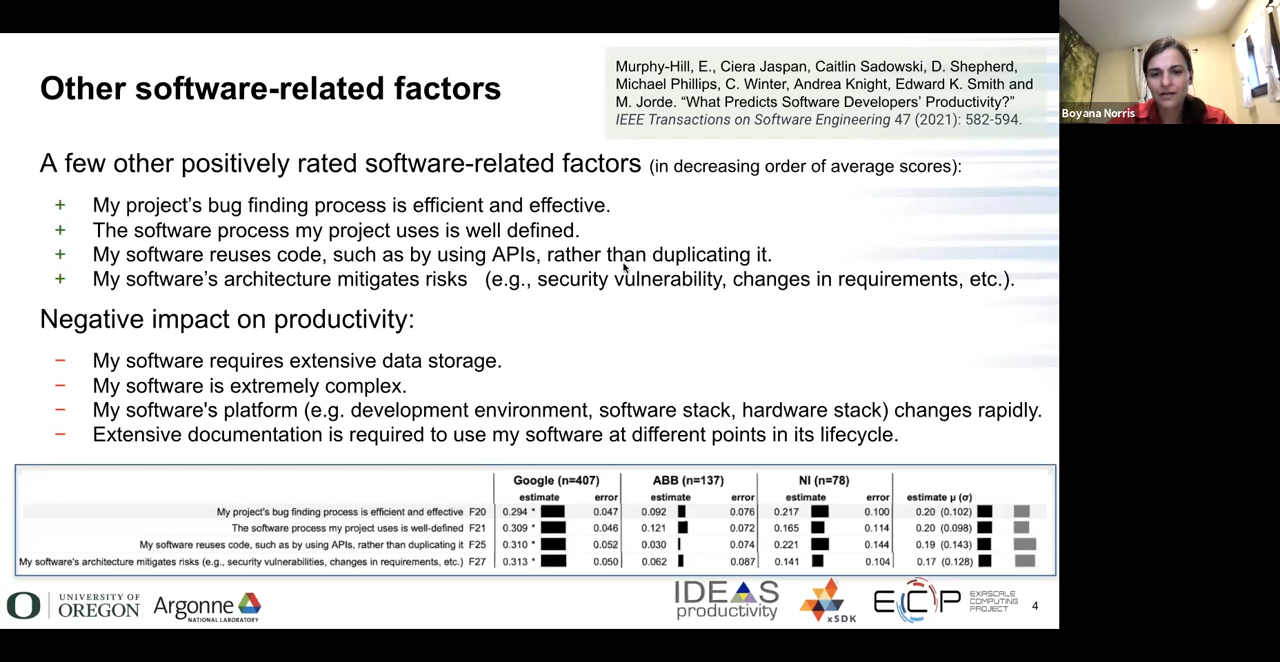 Other software-related factors
Murphy-Hill, E., Ciera Jaspan, Caitlin Sadowski, D. Shepherd,
Michael Phillips, C. Winter, Andrea Knight, Edward K. Smith and
M. Jorde. “What Predicts Software Developers’ Productivity?”
IEEE Transactions on Software Engineering 47 (2021): 582-594.
Boyana Norris
A few other positively rated software-related factors (in decreasing order of average scores):
+ My project’s bug finding process is efficient and effective.
+ The software process my project uses is well defined.
+ My software reuses code, such as by using APIs, rather than duplicating it.
+ My software’s architecture mitigates risks (e.g., security vulnerability, changes in requirements, etc.).
Negative impact on productivity:
− My software requires extensive data storage.
− My software is extremely complex.
− My software's platform (e.g. development environment, software stack, hardware stack) changes rapidly.
− Extensive documentation is required to use my software at different points in its lifecycle.
Google (n=407) ABB (n=137) NI (n=78)
estimate error estimate error estimate error estimate μ (σ)
My project's bug finding process is efficient and effective F20 0.294 * 0.047 0.092 0.076 0.217 0.100 0.20 (0.102)
The software process my project uses is well-defined F21 0.309 * 0.046 0.121 0.072 0.165 0.114 0.20 (0.098)
My software reuses code, such as by using APIs, rather than duplicating it F25 0.310 * 0.052 0.030 0.074 0.221 0.144 0.19 (0.143)
My software's architecture mitigates risks (e.g., security vulnerabilities, changes in requirements, etc.) F27 0.313 * 0.050 0.062 0.087 0.141 0.104 0.17 (0.128)
O UNIVERSITY OF
OREGON
Argonne
NATIONAL LABORATORY
IDEAS
productivity
xSDK
ECP
EXASCALE
COMPUTING
PROJECT
4